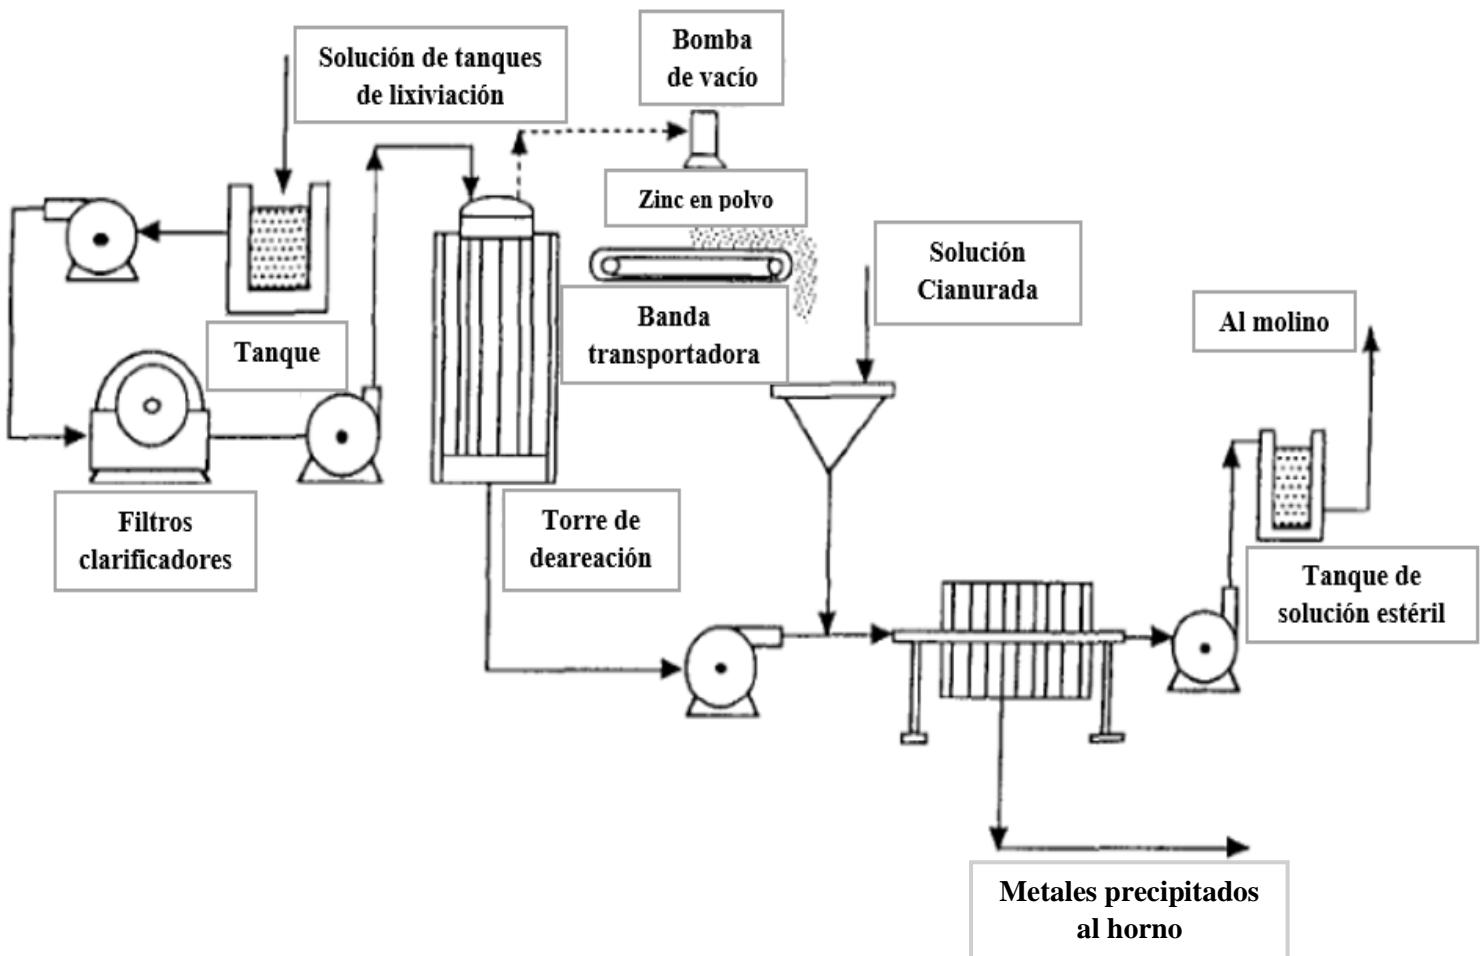 Solución de tanques
de lixiviación
Bomba
de vacío
Zinc en polvo
Solución
Cianurada
Banda
transportadora
Al molino
Tanque
Filtros
clarificadores
Torre de
deareación
Tanque de
solución estéril
Metales precipitados
al horno